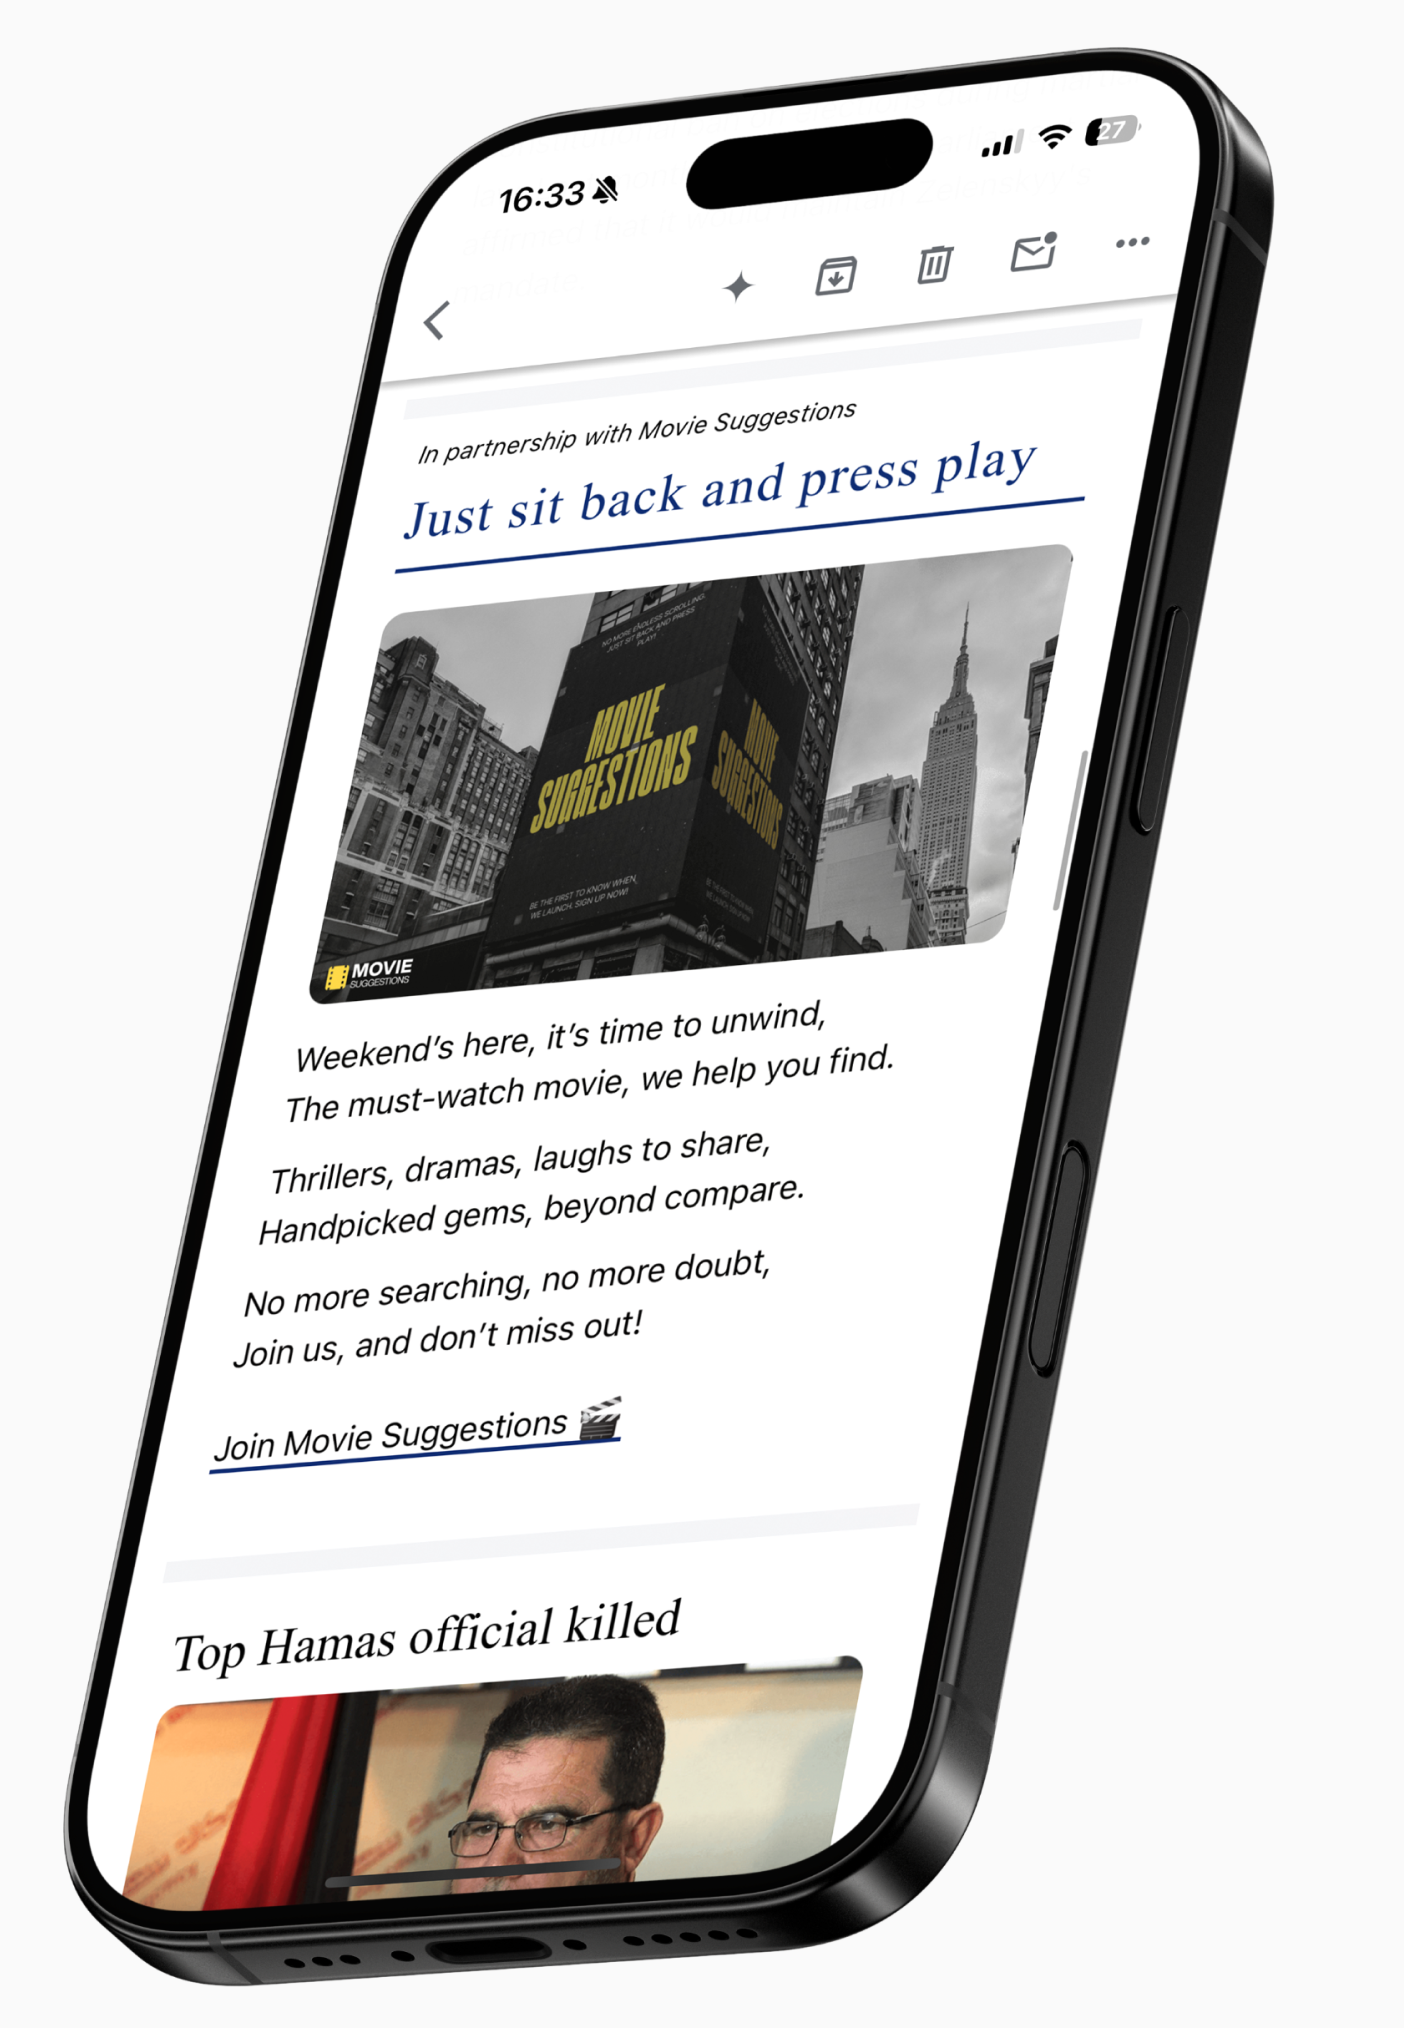 16:33
27
In partnership with Movie Suggestions
Just sit back and press play
NO MORE ENDLESS SCROLLING.
JUST SIT BACK AND PRESS
PLAY!
MOVIE
SUGGESTIONS
MOVIE
SUGGESTIONS
BE THE FIRST TO KNOW WHEN
WE LAUNCH. SIGN UP NOW!
MOVIE
SUGGESTIONS
Weekend’s here, it’s time to unwind,
The must-watch movie, we help you find.
Thrillers, dramas, laughs to share,
Handpicked gems, beyond compare.
No more searching, no more doubt,
Join us, and don’t miss out!
Join Movie Suggestions 🎬
Top Hamas official killed